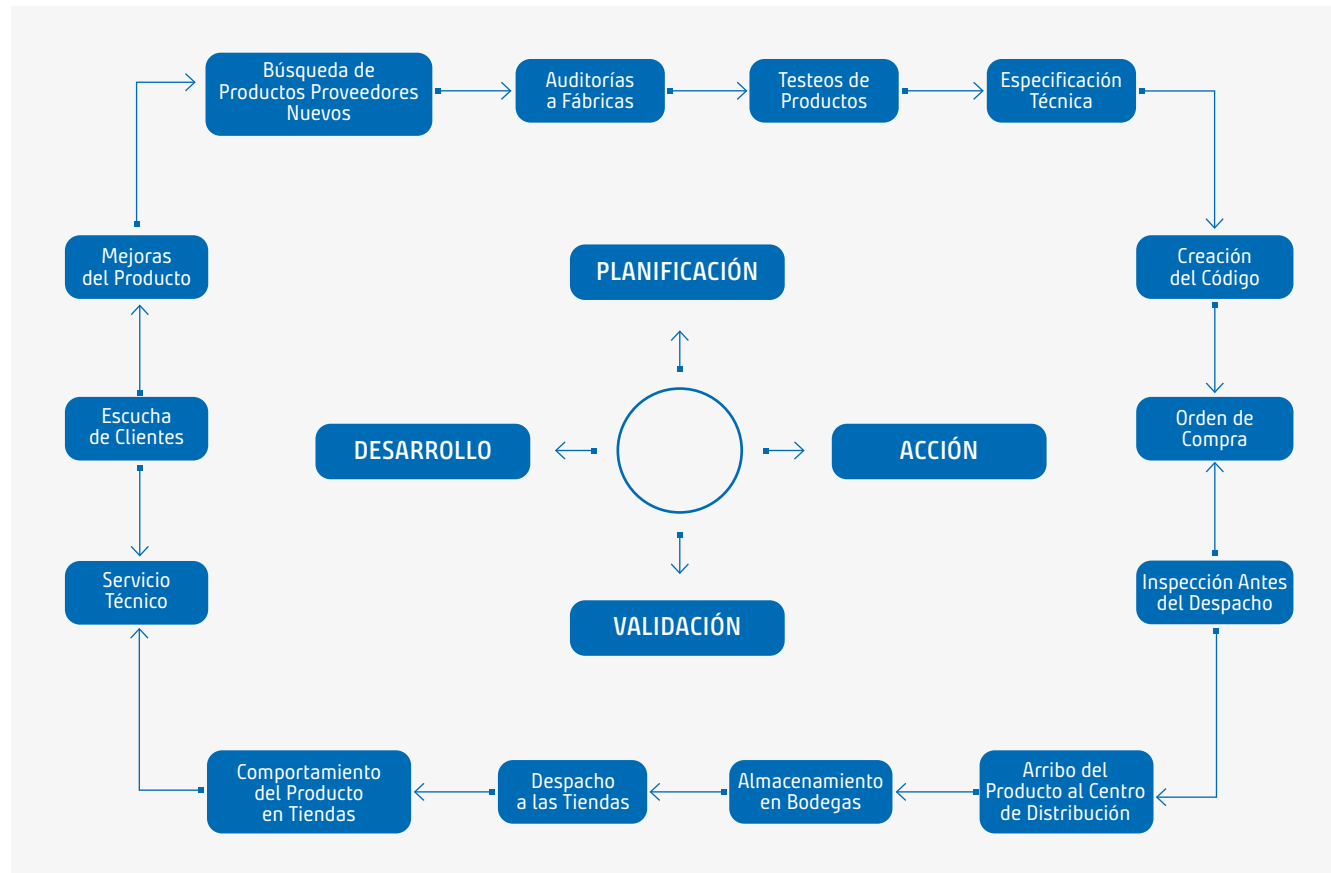 Búsqueda de
Productos Proveedores
Nuevos
Auditorías
a Fábricas
Testeos de
Productos
Especificación
Técnica
Mejoras
del Producto
PLANIFICACIÓN
Creación
del Código
Escucha
de Clientes
DESARROLLO
ACCIÓN
Orden de
Compra
Servicio
Técnico
VALIDACIÓN
Inspección Antes
del Despacho
Comportamiento
del Producto
en Tiendas
Despacho
a las Tiendas
Almacenamiento
en Bodegas
Arribo del
Producto al Centro
de Distribución